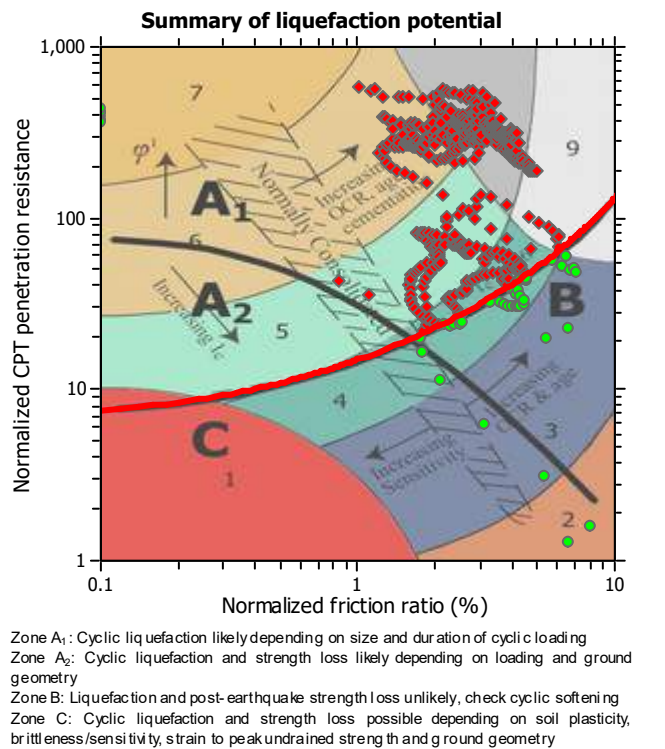 Summary of liquefaction potential
1,000
7
9
φ'
Increasing
OCR, age,
cementation
Normally Consolidated
A1
100
6
A2
Increasing Ic
B
5
10
4
Increasing
OCR & age
3
C
Increasing
Sensitivity
1
2
1
0.1
1
10
Normalized CPT penetration resistance
Normalized friction ratio (%)
Zone A1: Cyclic liquefaction likely depending on size and duration of cyclic loading
Zone A2: Cyclic liquefaction and strength loss likely depending on loading and ground
geometry
Zone B: Liquefaction and post-earthquake strength loss unlikely, check cyclic softening
Zone C: Cyclic liquefaction and strength loss possible depending on soil plasticity,
brittleness/sensitivity, strain to peak undrained strength and ground geometry